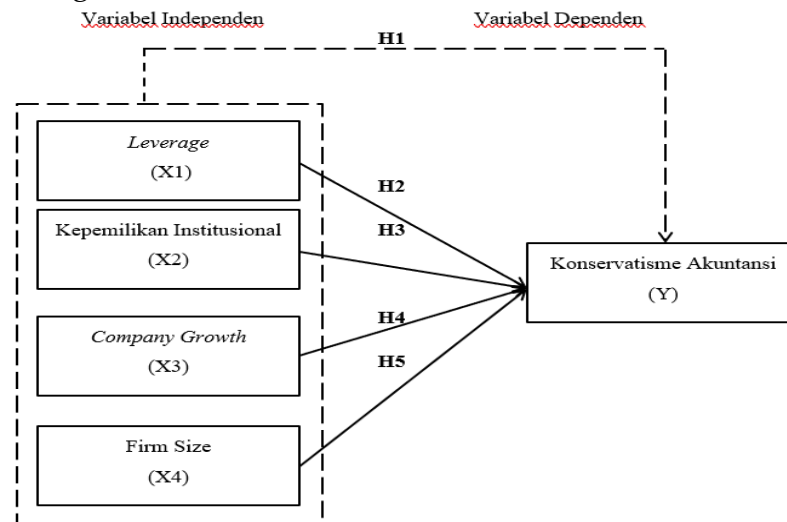 Variabel Independen
Variabel Dependen
H1
Leverage
(X1)
H2
Kepemilikan Institusional
(X2)
H3
Konservatisme Akuntansi
(Y)
H4
Company Growth
(X3)
H5
Firm Size
(X4)